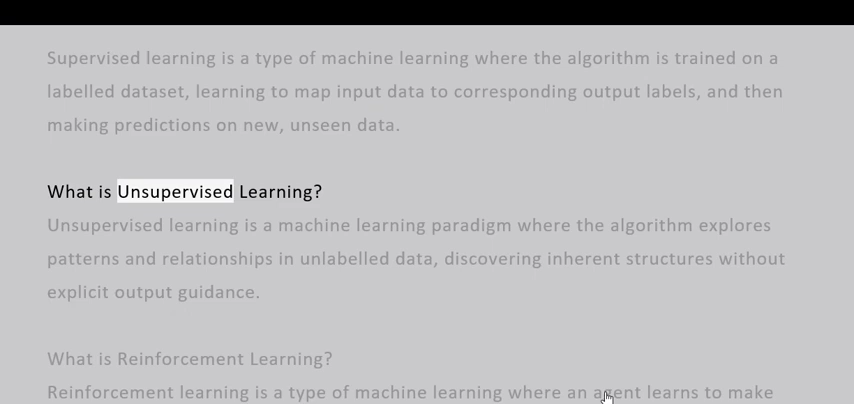 Supervised learning is a type of machine learning where the algorithm is trained on a
labelled dataset, learning to map input data to corresponding output labels, and then
making predictions on new, unseen data.
What is Unsupervised Learning?
Unsupervised learning is a machine learning paradigm where the algorithm explores
patterns and relationships in unlabelled data, discovering inherent structures without
explicit output guidance.
What is Reinforcement Learning?
Reinforcement learning is a type of machine learning where an agent learns to make